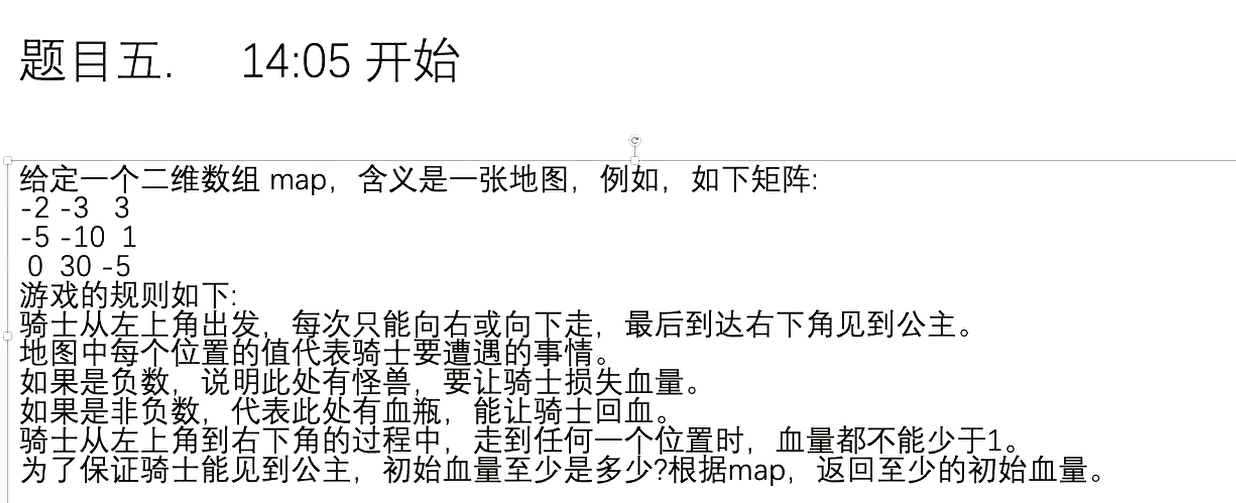 题目五.    14:05 开始
给定一个二维数组 map，含义是一张地图，例如，如下矩阵:
-2 -3  3
-5 -10  1
0  30 -5
游戏的规则如下:
骑士从左上角出发，每次只能向右或向下走，最后到达右下角见到公主。
地图中每个位置的值代表骑士要遭遇的事情。
如果是负数，说明此处有怪兽，要让骑士损失血量。
如果是非负数，代表此处有血瓶，能让骑士回血。
骑士从左上角到右下角的过程中，走到任何一个位置时，血量都不能少于1。
为了保证骑士能见到公主，初始血量至少是多少?根据map，返回至少的初始血量。